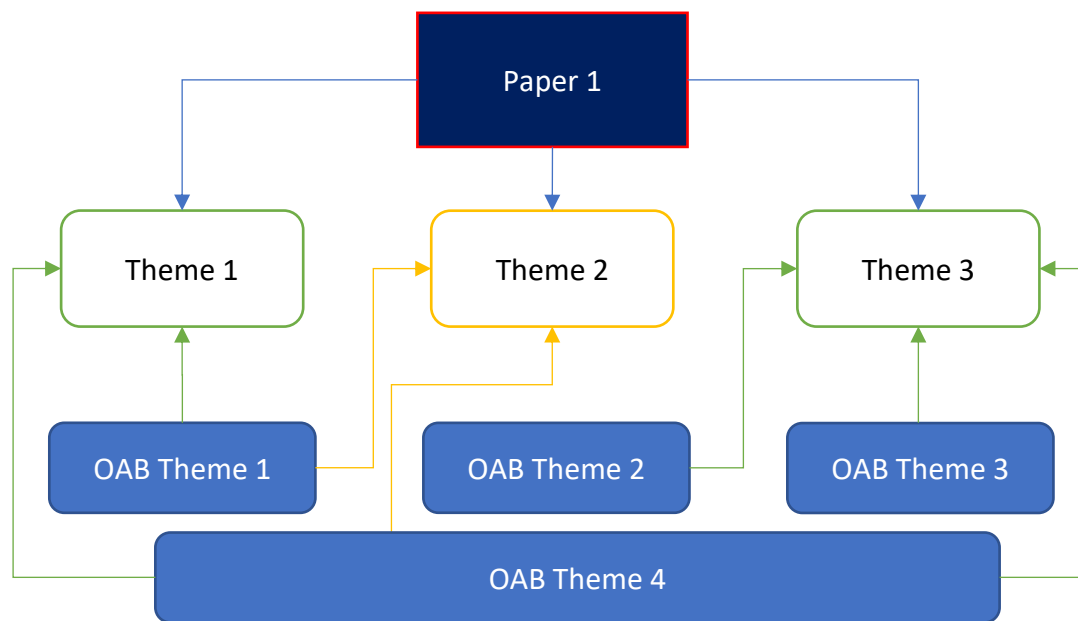 Paper 1
Theme 1
Theme 2
Theme 3
OAB Theme 1
OAB Theme 2
OAB Theme 3
OAB Theme 4